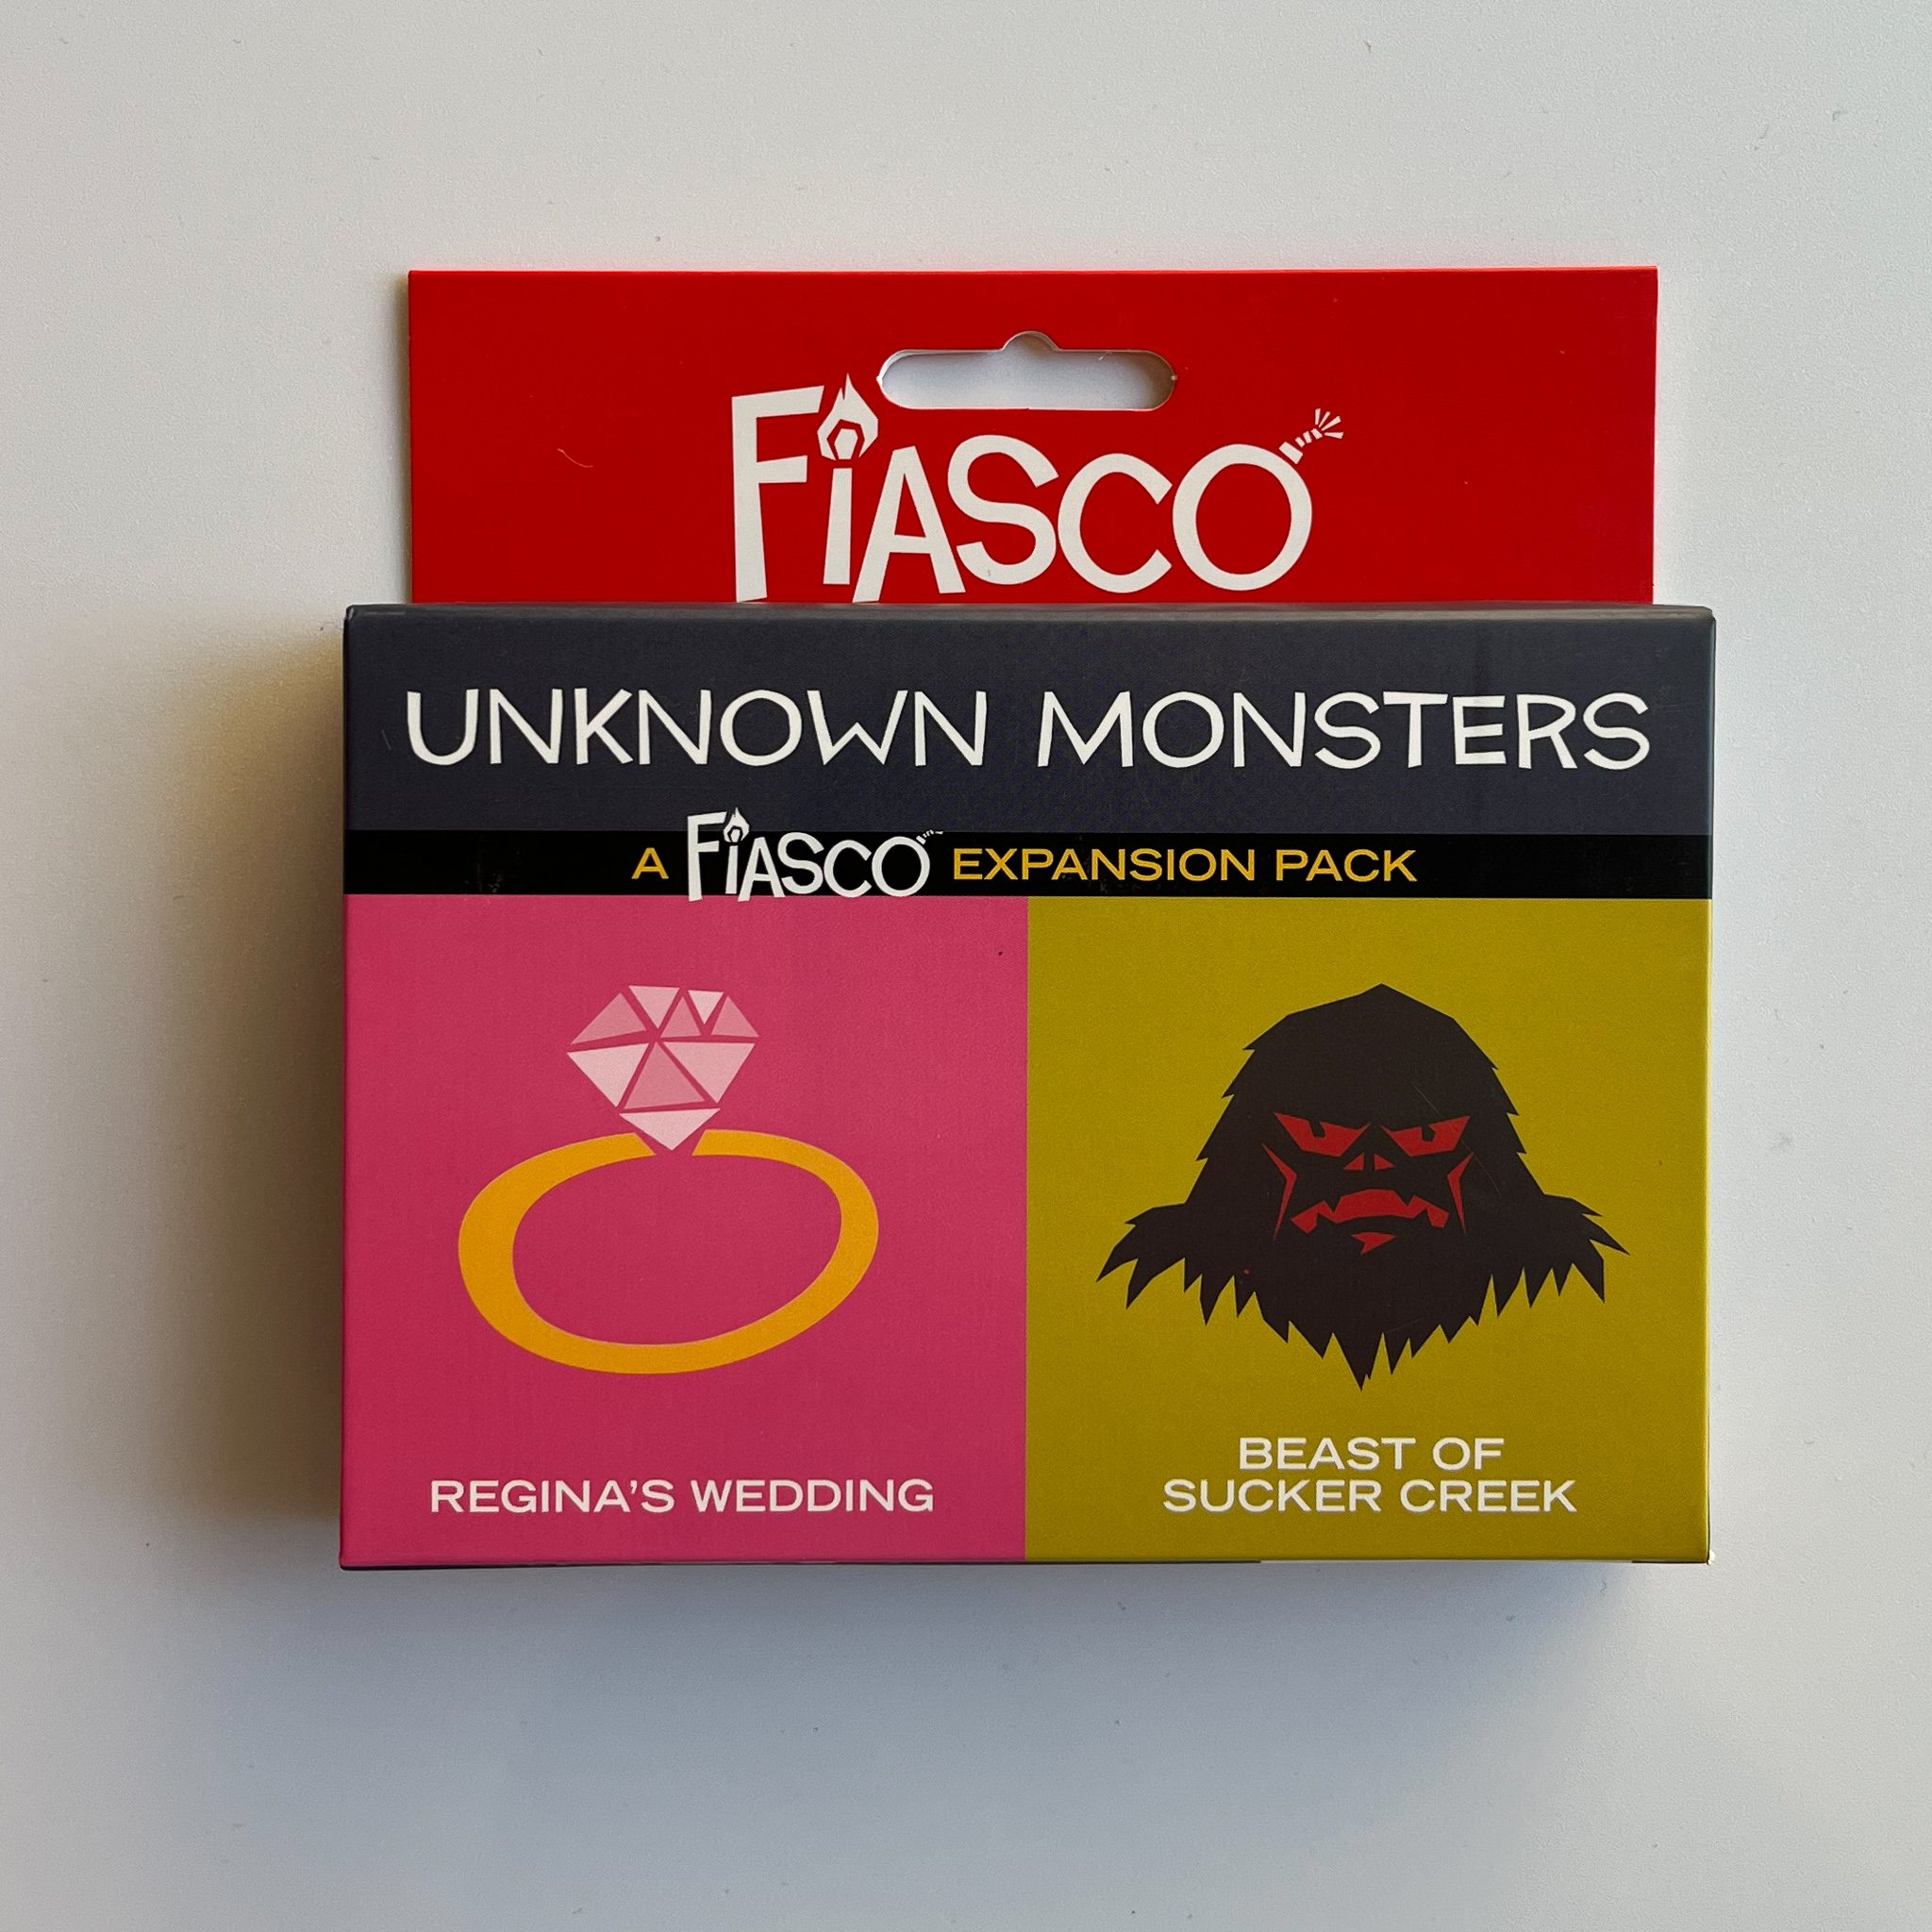 FiASCO
UNKNOWN MONSTERS
A FiASCO EXPANSION PACK
REGINA'S WEDDING
BEAST OF
SUCKER CREEK